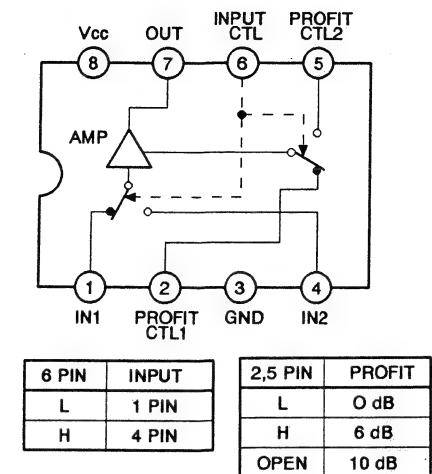 Vcc OUT INPUT CTL PROFIT CTL2
8 7 6 5
AMP
1 2 3 4
IN1 PROFIT CTL1 GND IN2
6 PIN INPUT
L 1 PIN
H 4 PIN
2,5 PIN PROFIT
L O dB
H 6 dB
OPEN 10 dB